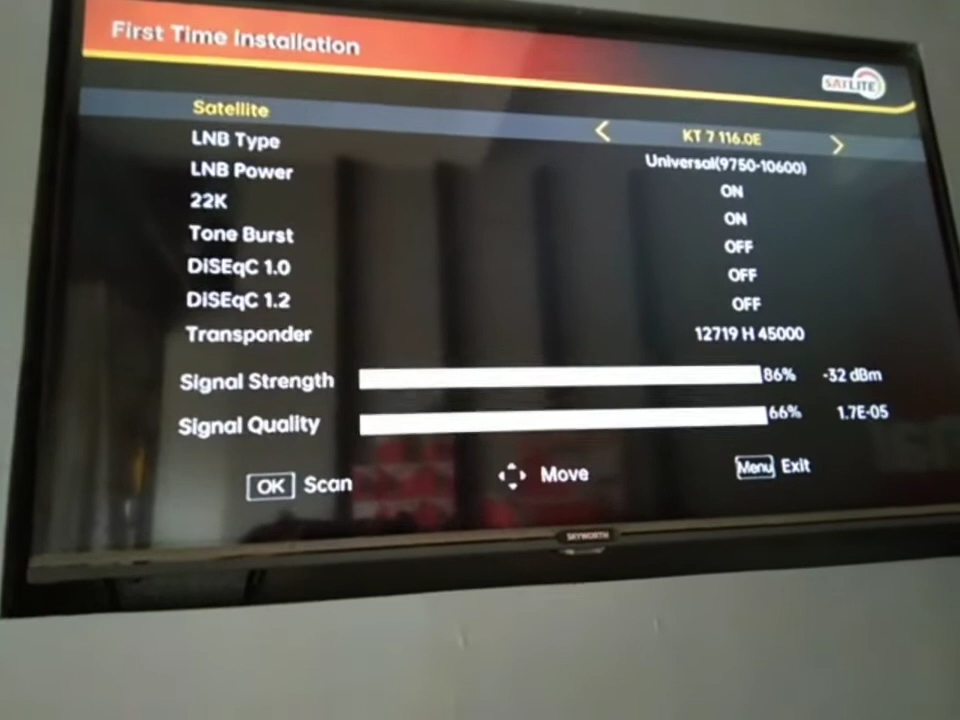 First Time Installation
SATLITE
Satellite < KT 7 116.0E >
LNB Type Universal(9750-10600)
LNB Power ON
22K ON
Tone Burst OFF
DiSEqC 1.0 OFF
DiSEqC 1.2 OFF
Transponder 12719 H 45000
Signal Strength 86% -32 dBm
Signal Quality 66% 1.7E-05
OK Scan Move Menu Exit
SKYWORTH